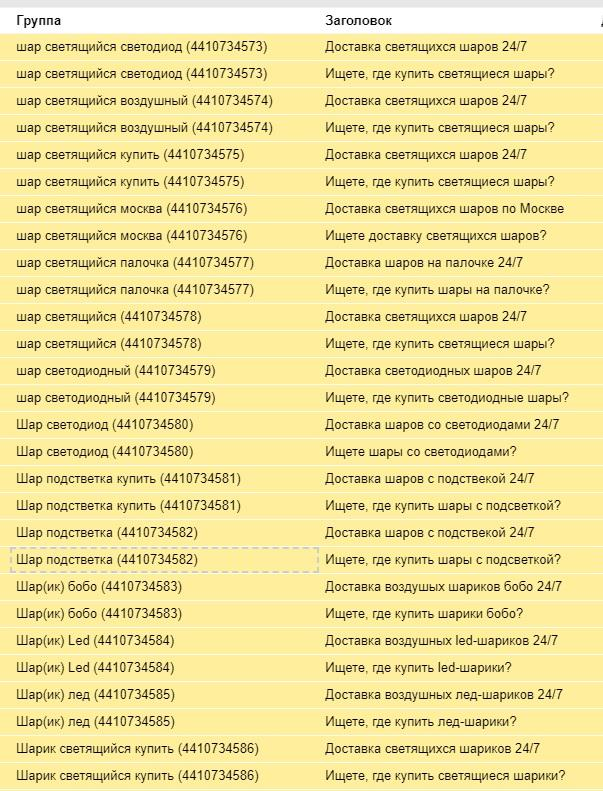 Группа Заголовок
шар светящийся светодиод (4410734573) Доставка светящихся шаров 24/7
шар светящийся светодиод (4410734573) Ищете, где купить светящиеся шары?
шар светящийся воздушный (4410734574) Доставка светящихся шаров 24/7
шар светящийся воздушный (4410734574) Ищете, где купить светящиеся шары?
шар светящийся купить (4410734575) Доставка светящихся шаров 24/7
шар светящийся купить (4410734575) Ищете, где купить светящиеся шары?
шар светящийся москва (4410734576) Доставка светящихся шаров по Москве
шар светящийся москва (4410734576) Ищете доставку светящихся шаров?
шар светящийся палочка (4410734577) Доставка шаров на палочке 24/7
шар светящийся палочка (4410734577) Ищете, где купить шары на палочке?
шар светящийся (4410734578) Доставка светящихся шаров 24/7
шар светящийся (4410734578) Ищете, где купить светящиеся шары?
шар светодиодный (4410734579) Доставка светодиодных шаров 24/7
шар светодиодный (4410734579) Ищете, где купить светодиодные шары?
Шар светодиод (4410734580) Доставка шаров со светодиодами 24/7
Шар светодиод (4410734580) Ищете шары со светодиодами?
Шар подстветка купить (4410734581) Доставка шаров с подствекой 24/7
Шар подстветка купить (4410734581) Ищете, где купить шары с подсветкой?
Шар подстветка (4410734582) Доставка шаров с подствекой 24/7
Шар подстветка (4410734582) Ищете, где купить шары с подсветкой?
Шар(ик) бобо (4410734583) Доставка воздушых шариков бобо 24/7
Шар(ик) бобо (4410734583) Ищете, где купить шарики бобо?
Шар(ик) Led (4410734584) Доставка воздушных led-шариков 24/7
Шар(ик) Led (4410734584) Ищете, где купить led-шарики?
Шар(ик) лед (4410734585) Доставка воздушных лед-шариков 24/7
Шар(ик) лед (4410734585) Ищете, где купить лед-шарики?
Шарик светящийся купить (4410734586) Доставка светящихся шариков 24/7
Шарик светящийся купить (4410734586) Ищете, где купить светящиеся шарики?